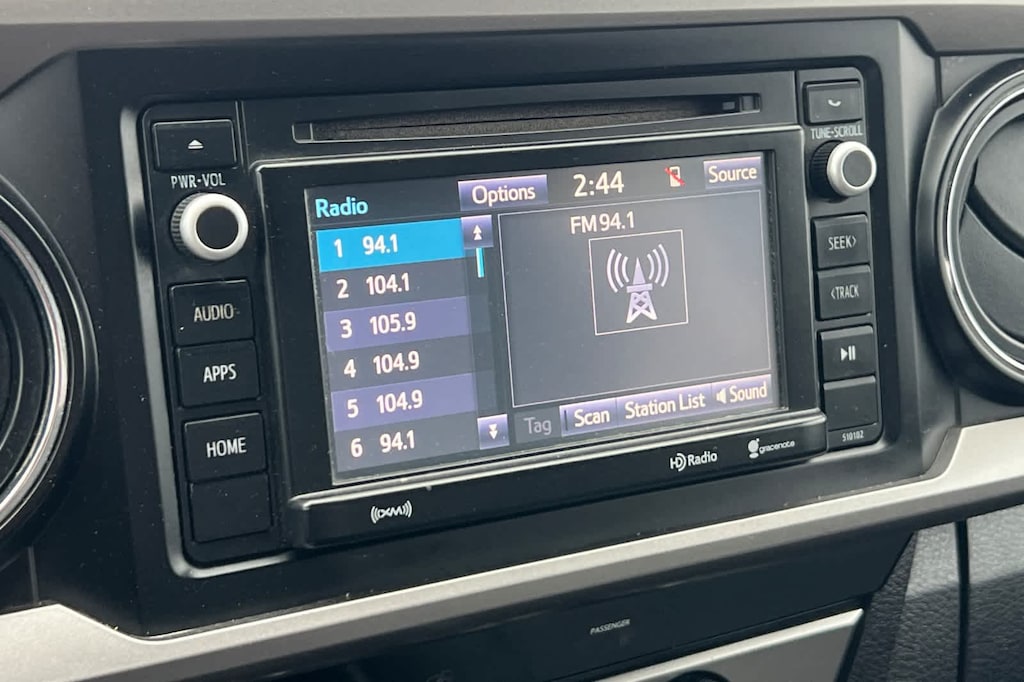 PWR•VOL
TUNE•SCROLL
Radio
Options
2:44
Source
1 94.1
2 104.1
3 105.9
4 104.9
5 104.9
6 94.1
FM 94.1
Tag
Scan
Station List
Sound
AUDIO
APPS
HOME
SEEK>
<TRACK
510102
((XM))
HD Radio
gracenote
PASSENGER